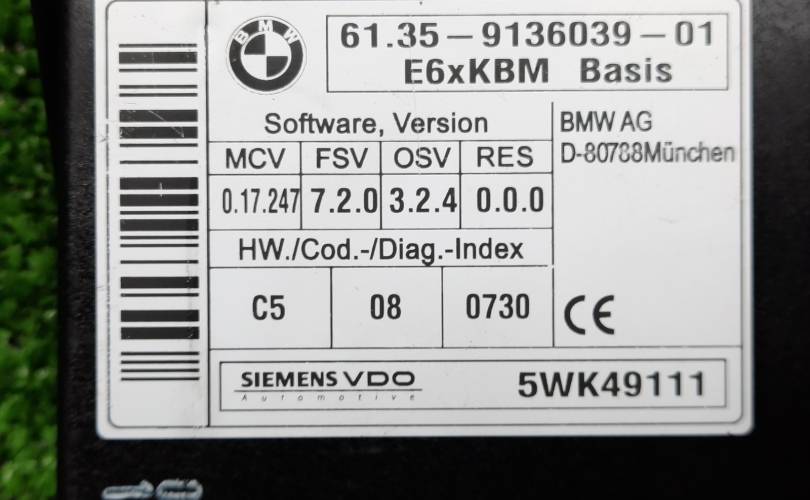 BMW
61.35-9136039-01
E6xKBM Basis
Software, Version
MCV FSV OSV RES
0.17.247 7.2.0 3.2.4 0.0.0
BMW AG
D-80788München
HW./Cod.-/Diag.-Index
C5 08 0730
CE
SIEMENS VDO
Automotive
5WK49111